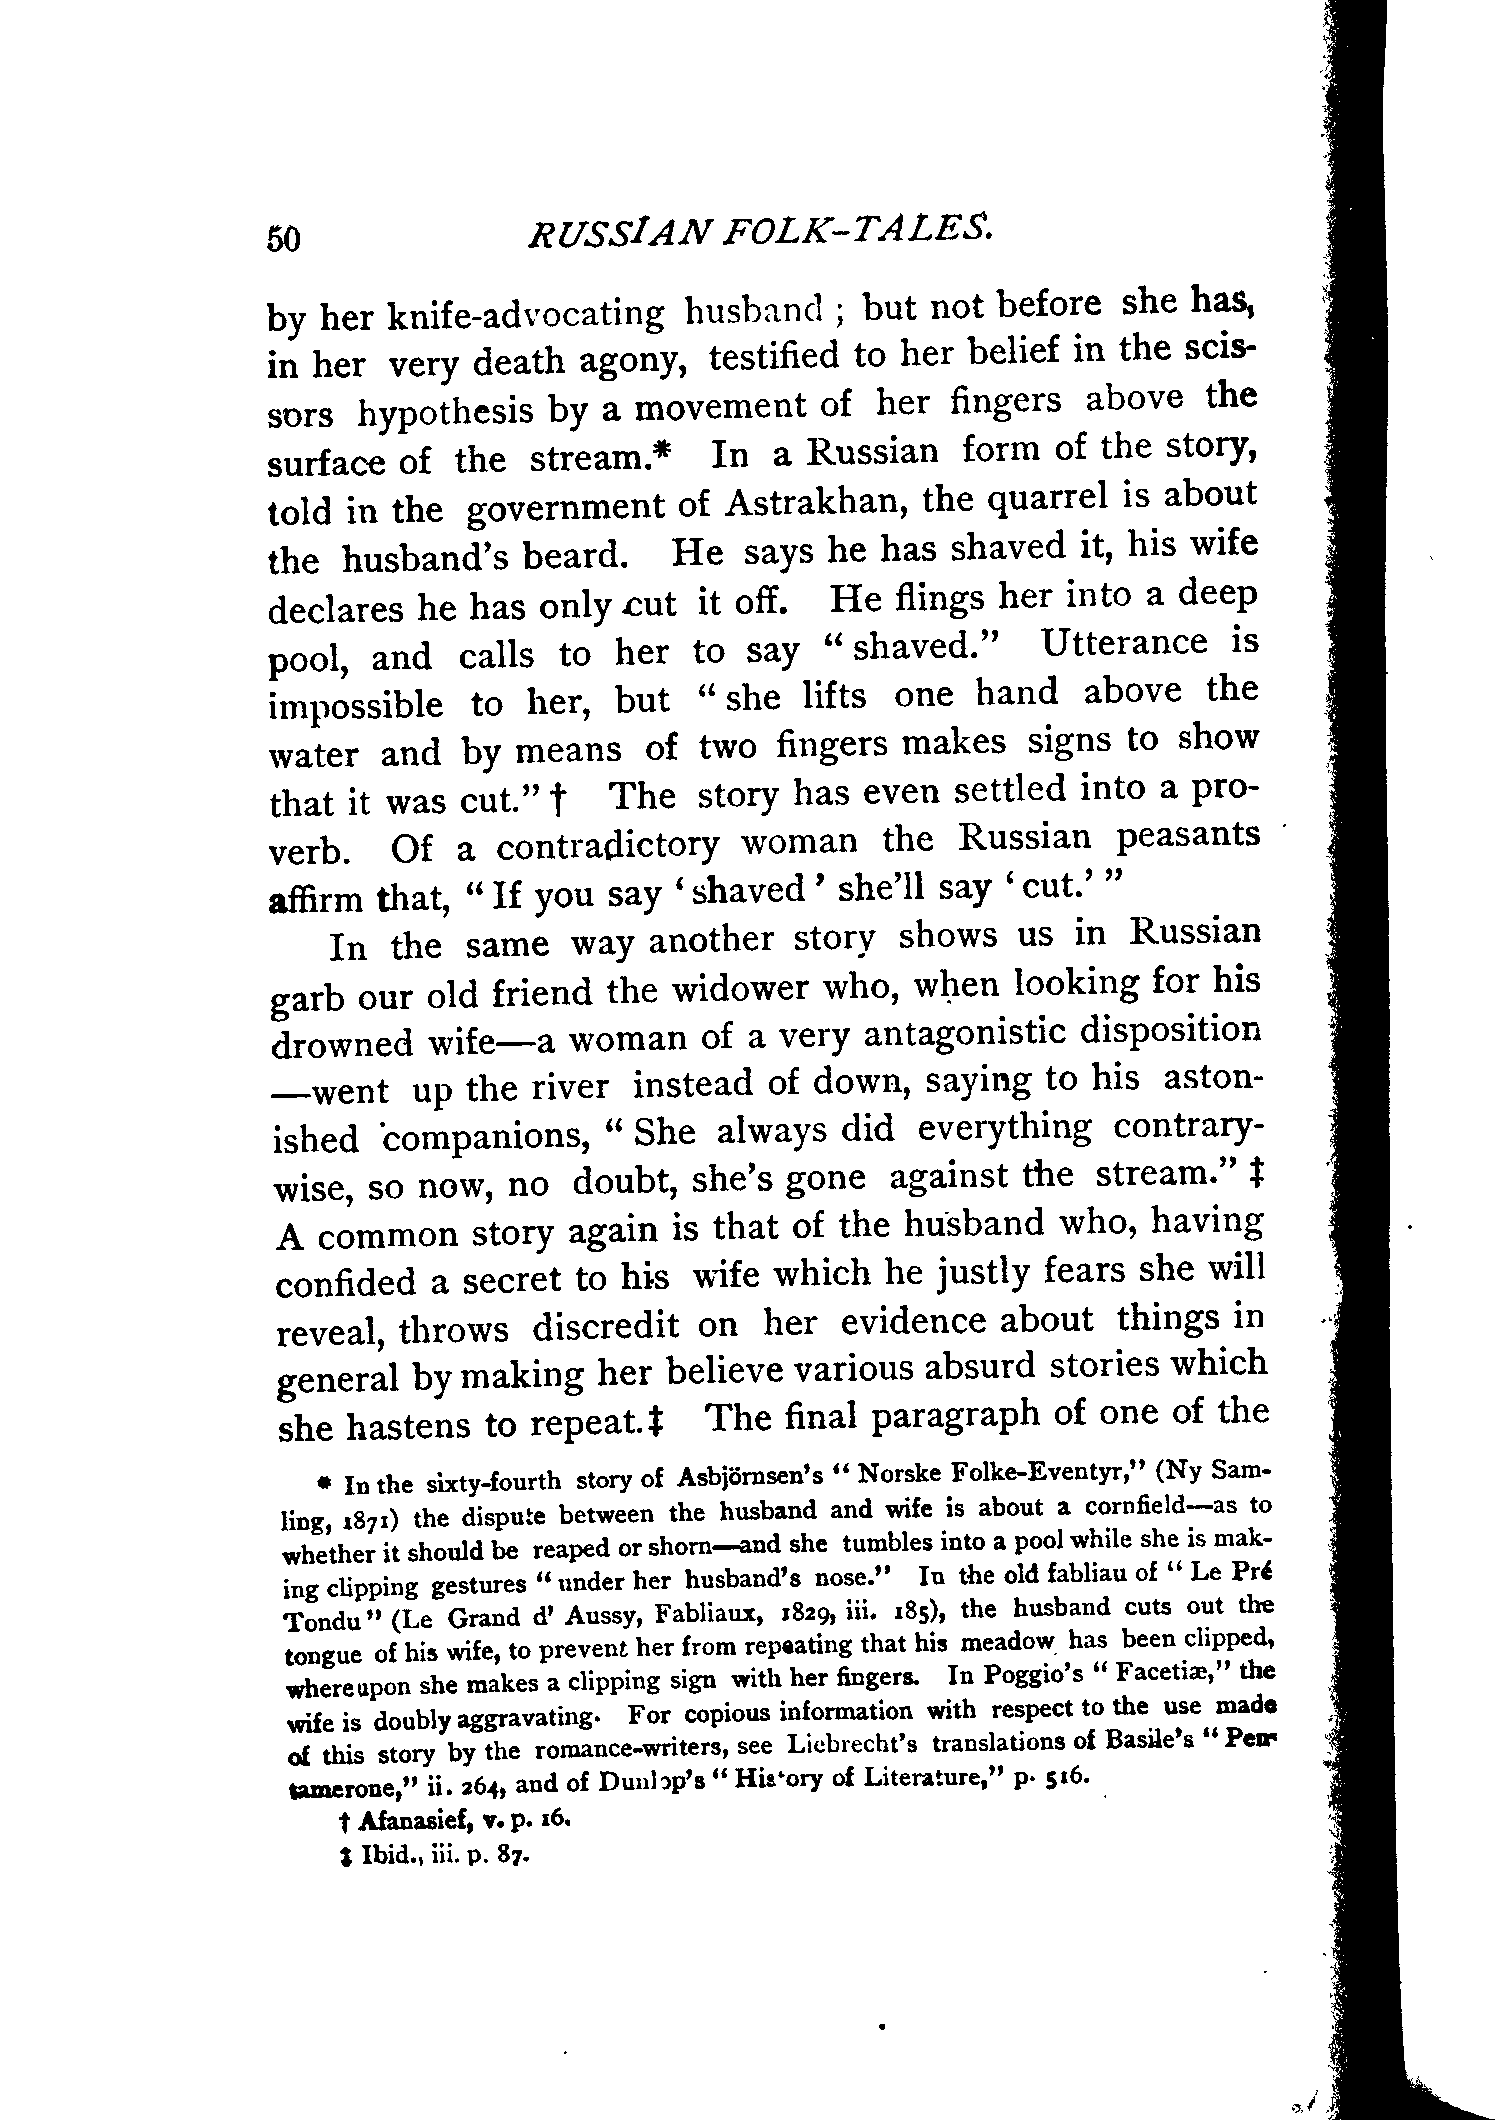 50 RUSSIAN FOLK-TALES.
by her knife-advocating husband ; but not before she has,
in her very death agony, testified to her belief in the scis-
sors hypothesis by a movement of her fingers above the
surface of the stream.* In a Russian form of the story,
told in the government of Astrakhan, the quarrel is about
the husband's beard. He says he has shaved it, his wife
declares he has only cut it off. He flings her into a deep
pool, and calls to her to say “ shaved.” Utterance is
impossible to her, but “ she lifts one hand above the
water and by means of two fingers makes signs to show
that it was cut.” † The story has even settled into a pro-
verb. Of a contradictory woman the Russian peasants
affirm that, “ If you say ‘ shaved ’ she'll say ‘ cut.’ ”
In the same way another story shows us in Russian
garb our old friend the widower who, when looking for his
drowned wife—a woman of a very antagonistic disposition
—went up the river instead of down, saying to his aston-
ished companions, “ She always did everything contrary-
wise, so now, no doubt, she's gone against the stream.” ‡
A common story again is that of the husband who, having
confided a secret to his wife which he justly fears she will
reveal, throws discredit on her evidence about things in
general by making her believe various absurd stories which
she hastens to repeat.‡ The final paragraph of one of the
* In the sixty-fourth story of Asbjörnsen's “ Norske Folke-Eventyr,” (Ny Sam-
ling, 1871) the dispute between the husband and wife is about a cornfield—as to
whether it should be reaped or shorn—and she tumbles into a pool while she is mak-
ing clipping gestures “ under her husband's nose.” In the old fabliau of “ Le Pré
Tondu ” (Le Grand d' Aussy, Fabliaux, 1829, iii. 185), the husband cuts out the
tongue of his wife, to prevent her from repeating that his meadow has been clipped,
whereupon she makes a clipping sign with her fingers. In Poggio's “ Facetiæ,” the
wife is doubly aggravating. For copious information with respect to the use made
of this story by the romance-writers, see Liebrecht's translations of Basile's “ Pen-
tamerone,” ii. 264, and of Dunlop's “ History of Literature,” p. 516.
† Afanasief, v. p. 16.
‡ Ibid., iii. p. 87.